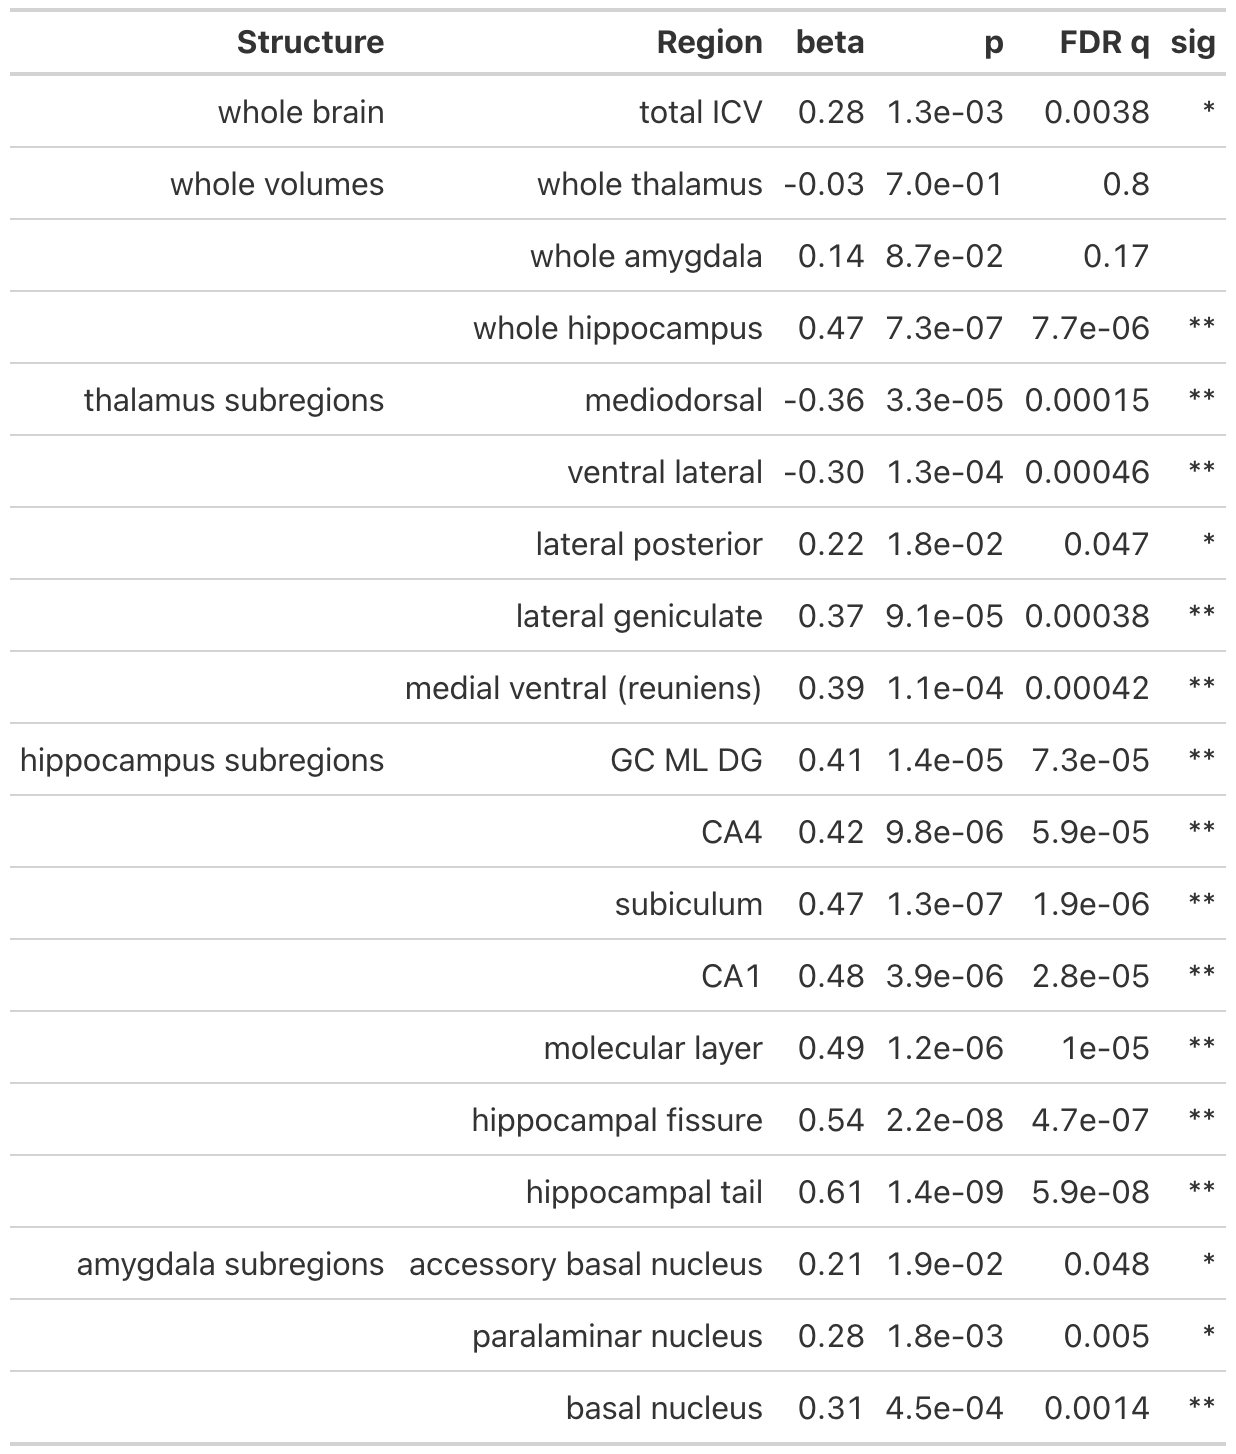 Structure Region beta p FDR q sig
whole brain total ICV 0.28 1.3e-03 0.0038 *
whole volumes whole thalamus -0.03 7.0e-01 0.8
whole amygdala 0.14 8.7e-02 0.17
whole hippocampus 0.47 7.3e-07 7.7e-06 **
thalamus subregions mediodorsal -0.36 3.3e-05 0.00015 **
ventral lateral -0.30 1.3e-04 0.00046 **
lateral posterior 0.22 1.8e-02 0.047 *
lateral geniculate 0.37 9.1e-05 0.00038 **
medial ventral (reuniens) 0.39 1.1e-04 0.00042 **
hippocampus subregions GC ML DG 0.41 1.4e-05 7.3e-05 **
CA4 0.42 9.8e-06 5.9e-05 **
subiculum 0.47 1.3e-07 1.9e-06 **
CA1 0.48 3.9e-06 2.8e-05 **
molecular layer 0.49 1.2e-06 1e-05 **
hippocampal fissure 0.54 2.2e-08 4.7e-07 **
hippocampal tail 0.61 1.4e-09 5.9e-08 **
amygdala subregions accessory basal nucleus 0.21 1.9e-02 0.048 *
paralaminar nucleus 0.28 1.8e-03 0.005 *
basal nucleus 0.31 4.5e-04 0.0014 **